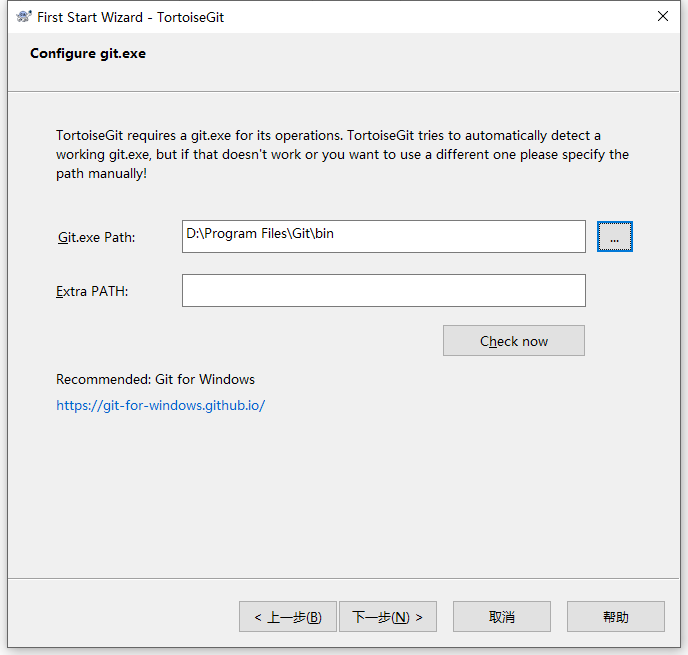 First Start Wizard - TortoiseGit
Configure git.exe
TortoiseGit requires a git.exe for its operations. TortoiseGit tries to automatically detect a
working git.exe, but if that doesn't work or you want to use a different one please specify the
path manually!
Git.exe Path:
D:\Program Files\Git\bin
...
Extra PATH:
Check now
Recommended: Git for Windows
https://git-for-windows.github.io/
< 上一步(B)
下一步(N) >
取消
帮助